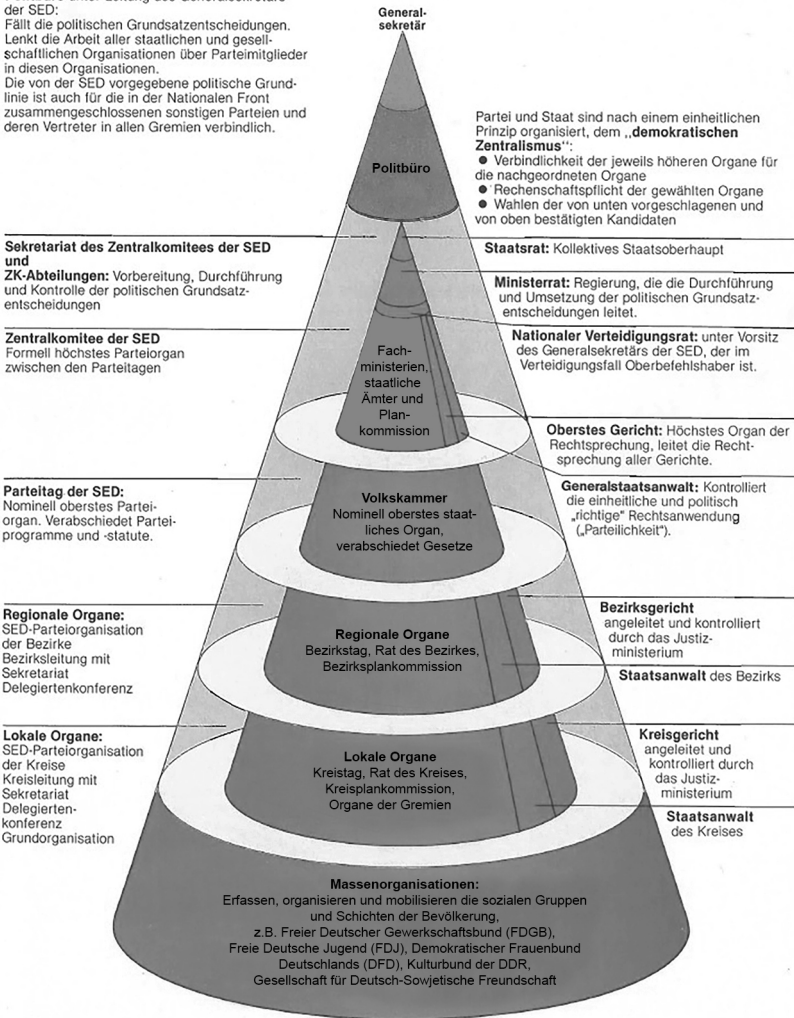 der SED:
Fällt die politischen Grundsatzentscheidungen.
Lenkt die Arbeit aller staatlichen und gesell-
schaftlichen Organisationen über Parteimitglieder
in diesen Organisationen.
Die von der SED vorgegebene politische Grund-
linie ist auch für die in der Nationalen Front
zusammengeschlossenen sonstigen Parteien und
deren Vertreter in allen Gremien verbindlich.
General-
sekretär
Politbüro
Partei und Staat sind nach einem einheitlichen
Prinzip organisiert, dem „demokratischen
Zentralismus“:
● Verbindlichkeit der jeweils höheren Organe für
die nachgeordneten Organe
● Rechenschaftspflicht der gewählten Organe
● Wahlen der von unten vorgeschlagenen und
von oben bestätigten Kandidaten
Sekretariat des Zentralkomitees der SED
und
ZK-Abteilungen: Vorbereitung, Durchführung
und Kontrolle der politischen Grundsatz-
entscheidungen
Zentralkomitee der SED
Formell höchstes Parteiorgan
zwischen den Parteitagen
Parteitag der SED:
Nominell oberstes Partei-
organ. Verabschiedet Partei-
programme und -statute.
Regionale Organe:
SED-Parteiorganisation
der Bezirke
Bezirksleitung mit
Sekretariat
Delegiertenkonferenz
Lokale Organe:
SED-Parteiorganisation
der Kreise
Kreisleitung mit
Sekretariat
Delegierten-
konferenz
Grundorganisation
Fach-
ministerien,
staatliche
Ämter und
Plan-
kommission
Volkskammer
Nominell oberstes staat-
liches Organ,
verabschiedet Gesetze
Regionale Organe
Bezirkstag, Rat des Bezirkes,
Bezirksplankommission
Lokale Organe
Kreistag, Rat des Kreises,
Kreisplankommission,
Organe der Gremien
Massenorganisationen:
Erfassen, organisieren und mobilisieren die sozialen Gruppen
und Schichten der Bevölkerung,
z.B. Freier Deutscher Gewerkschaftsbund (FDGB),
Freie Deutsche Jugend (FDJ), Demokratischer Frauenbund
Deutschlands (DFD), Kulturbund der DDR,
Gesellschaft für Deutsch-Sowjetische Freundschaft
Staatsrat: Kollektives Staatsoberhaupt
Ministerrat: Regierung, die die Durchführung
und Umsetzung der politischen Grundsatz-
entscheidungen leitet.
Nationaler Verteidigungsrat: unter Vorsitz
des Generalsekretärs der SED, der im
Verteidigungsfall Oberbefehlshaber ist.
Oberstes Gericht: Höchstes Organ der
Rechtsprechung, leitet die Recht-
sprechung aller Gerichte.
Generalstaatsanwalt: Kontrolliert
die einheitliche und politisch
„richtige“ Rechtsanwendung
(„Parteilichkeit“).
Bezirksgericht
angeleitet und kontrolliert
durch das Justiz-
ministerium
Staatsanwalt des Bezirks
Kreisgericht
angeleitet und
kontrolliert durch
das Justiz-
ministerium
Staatsanwalt
des Kreises